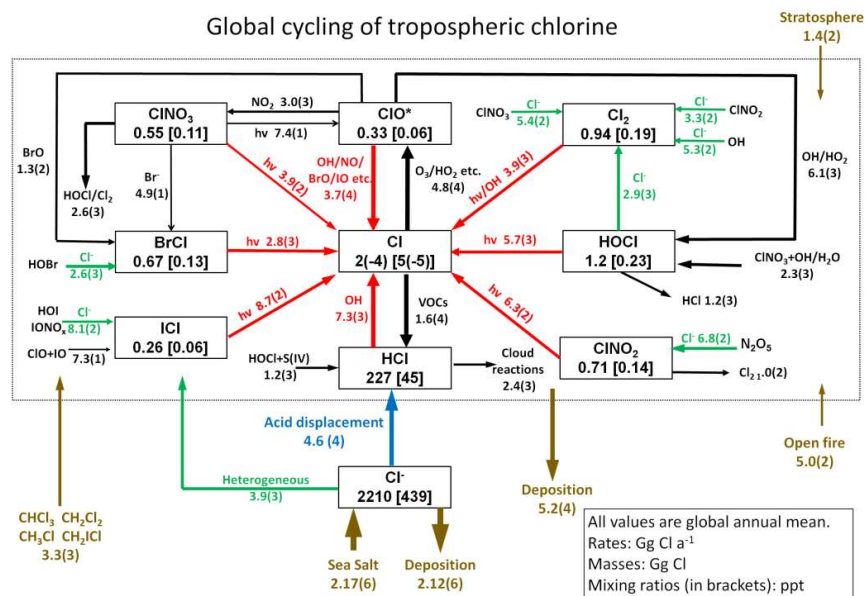 Global cycling of tropospheric chlorine
Stratosphere
1.4(2)
ClNO₃
0.55 [0.11]
NO₂ 3.0(3)
hv 7.4(1)
ClO*
0.33 [0.06]
ClNO₃
Cl⁻
5.4(2)
Cl₂
0.94 [0.19]
Cl⁻
3.3(2)
ClNO₂
Cl⁻
5.3(2)
OH
BrO
1.3(2)
HOCl/Cl₂
2.6(3)
Br⁻
4.9(1)
hv 3.9(2)
OH/NO/
BrO/IO etc.
3.7(4)
O₃/HO₂ etc.
4.8(4)
hv/OH 3.9(3)
Cl⁻
2.9(3)
OH/HO₂
6.1(3)
BrCl
0.67 [0.13]
HOBr
Cl⁻
2.6(3)
hv 2.8(3)
Cl
2(-4) [5(-5)]
hv 5.7(3)
HOCl
1.2 [0.23]
ClNO₃+OH/H₂O
2.3(3)
HCl 1.2(3)
HOI
IONOₓ
Cl⁻
8.1(2)
ClO+IO
7.3(1)
ICl
0.26 [0.06]
hv 8.7(2)
OH
7.3(3)
VOCs
1.6(4)
hv 6.3(2)
HOCl+S(IV)
1.2(3)
HCl
227 [45]
Cloud
reactions
2.4(3)
ClNO₂
0.71 [0.14]
Cl⁻ 6.8(2)
N₂O₅
Cl₂ 1.0(2)
Acid displacement
4.6 (4)
Open fire
5.0(2)
Heterogeneous
3.9(3)
Cl⁻
2210 [439]
Deposition
5.2(4)
CHCl₃ CH₂Cl₂
CH₃Cl CH₂ICl
3.3(3)
Sea Salt
2.17(6)
Deposition
2.12(6)
All values are global annual mean.
Rates: Gg Cl a⁻¹
Masses: Gg Cl
Mixing ratios (in brackets): ppt